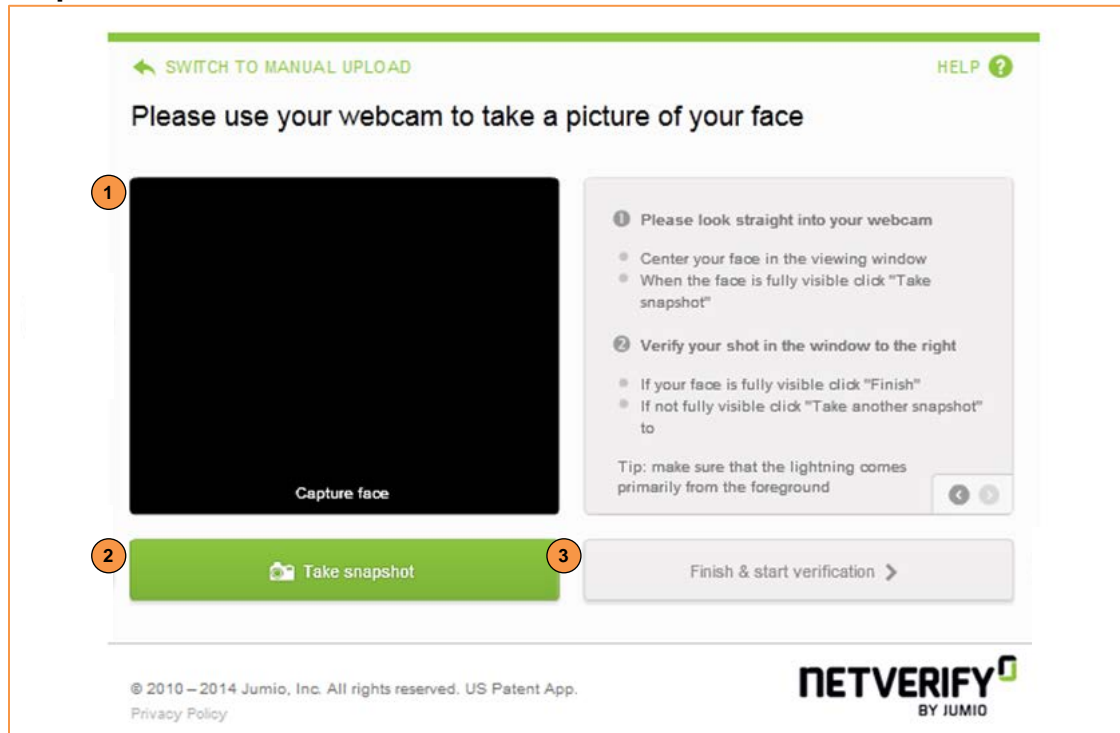 SWITCH TO MANUAL UPLOAD
HELP ?
Please use your webcam to take a picture of your face
1
Capture face
1 Please look straight into your webcam
Center your face in the viewing window
When the face is fully visible click "Take
snapshot"
2 Verify your shot in the window to the right
If your face is fully visible click "Finish"
If not fully visible click "Take another snapshot"
to
Tip: make sure that the lightning comes
primarily from the foreground
2
Take snapshot
3
Finish & start verification
© 2010 – 2014 Jumio, Inc. All rights reserved. US Patent App.
Privacy Policy
NETVERIFY
BY JUMIO